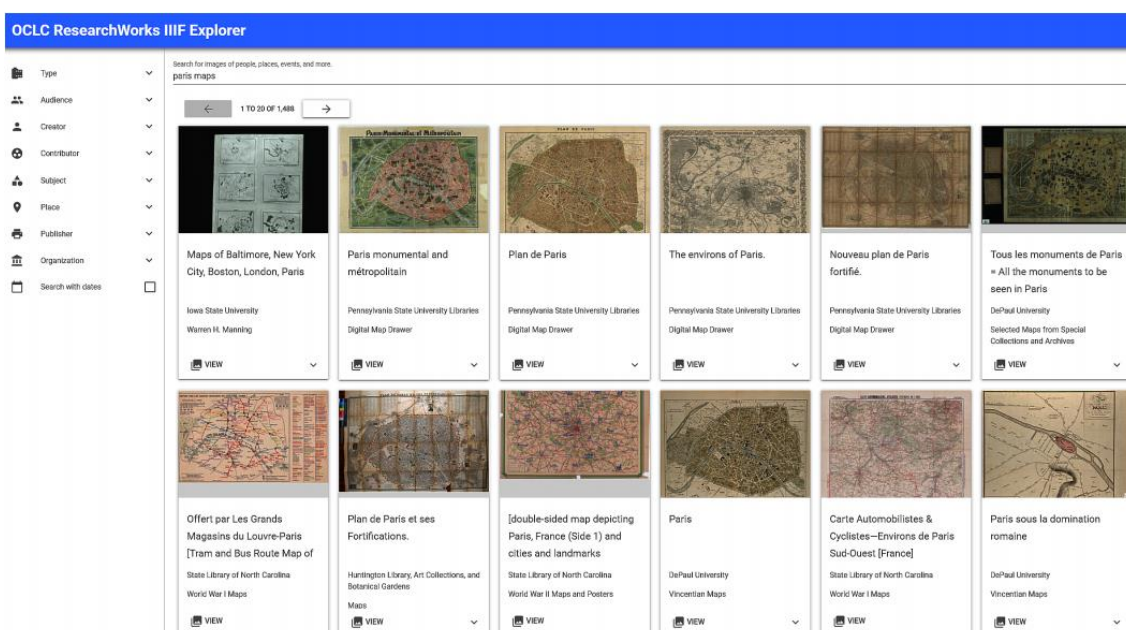 OCLC ResearchWorks IIIF Explorer
Type
Audience
Creator
Contributor
Subject
Place
Publisher
Organization
Search with dates
Search for images of people, places, events, and more.
paris maps
1 TO 20 OF 1,488
Maps of Baltimore, New York
City, Boston, London, Paris
Iowa State University
Warren H. Manning
VIEW
Paris Monumental et Métropolitain
Paris monumental and
métropolitain
Pennsylvania State University Libraries
Digital Map Drawer
VIEW
PLAN DE PARIS
Plan de Paris
Pennsylvania State University Libraries
Digital Map Drawer
VIEW
The environs of Paris.
Pennsylvania State University Libraries
Digital Map Drawer
VIEW
Nouveau plan de Paris
fortifié.
Pennsylvania State University Libraries
Digital Map Drawer
VIEW
Tous les monuments de Paris
= All the monuments to be
seen in Paris
DePaul University
Selected Maps from Special
Collections and Archives
VIEW
Offert par Les Grands
Magasins du Louvre-Paris
[Tram and Bus Route Map of
State Library of North Carolina
World War I Maps
VIEW
Plan de Paris et ses
Fortifications.
Huntington Library, Art Collections, and
Botanical Gardens
Maps
VIEW
[double-sided map depicting
Paris, France (Side 1) and
cities and landmarks
State Library of North Carolina
World War II Maps and Posters
VIEW
Paris
DePaul University
Vincentian Maps
VIEW
Carte Automobilistes &
Cyclistes—Environs de Paris
Sud-Ouest [France]
State Library of North Carolina
World War I Maps
VIEW
Paris sous la domination
romaine
DePaul University
Vincentian Maps
VIEW